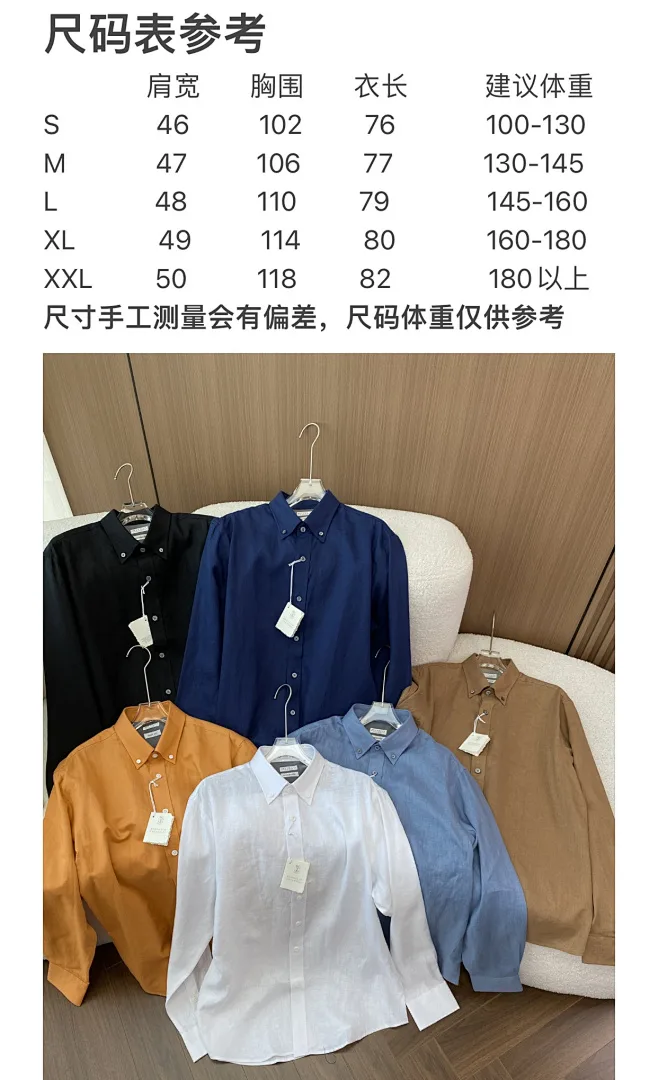 尺码表参考
肩宽 胸围 衣长 建议体重
S 46 102 76 100-130
M 47 106 77 130-145
L 48 110 79 145-160
XL 49 114 80 160-180
XXL 50 118 82 180以上
尺寸手工测量会有偏差，尺码体重仅供参考